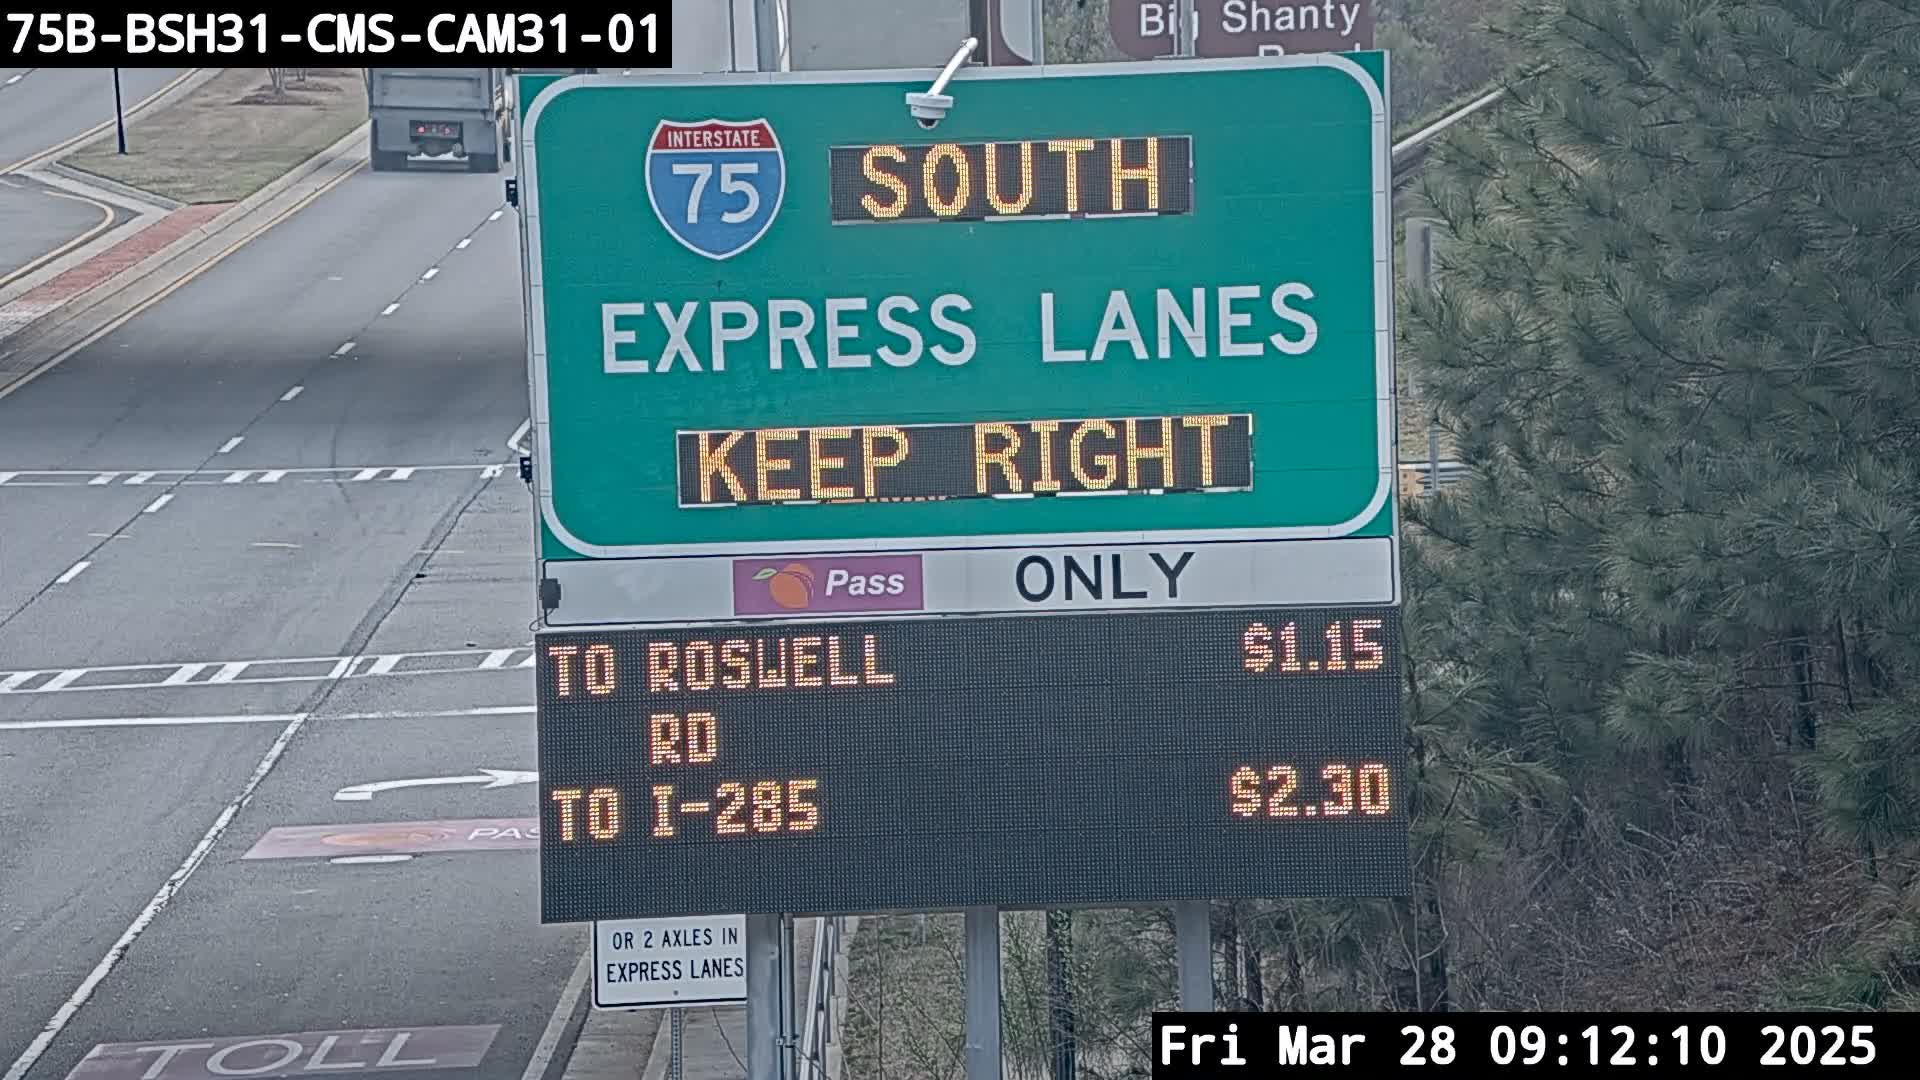 75B-BSH31-CMS-CAM31-01
Big Shanty
INTERSTATE
75
SOUTH
EXPRESS LANES
KEEP RIGHT
Pass
ONLY
TO ROSWELL $1.15
RD
TO I-285 $2.30
PAS
OR 2 AXLES IN
EXPRESS LANES
TOLL
Fri Mar 28 09:12:10 2025